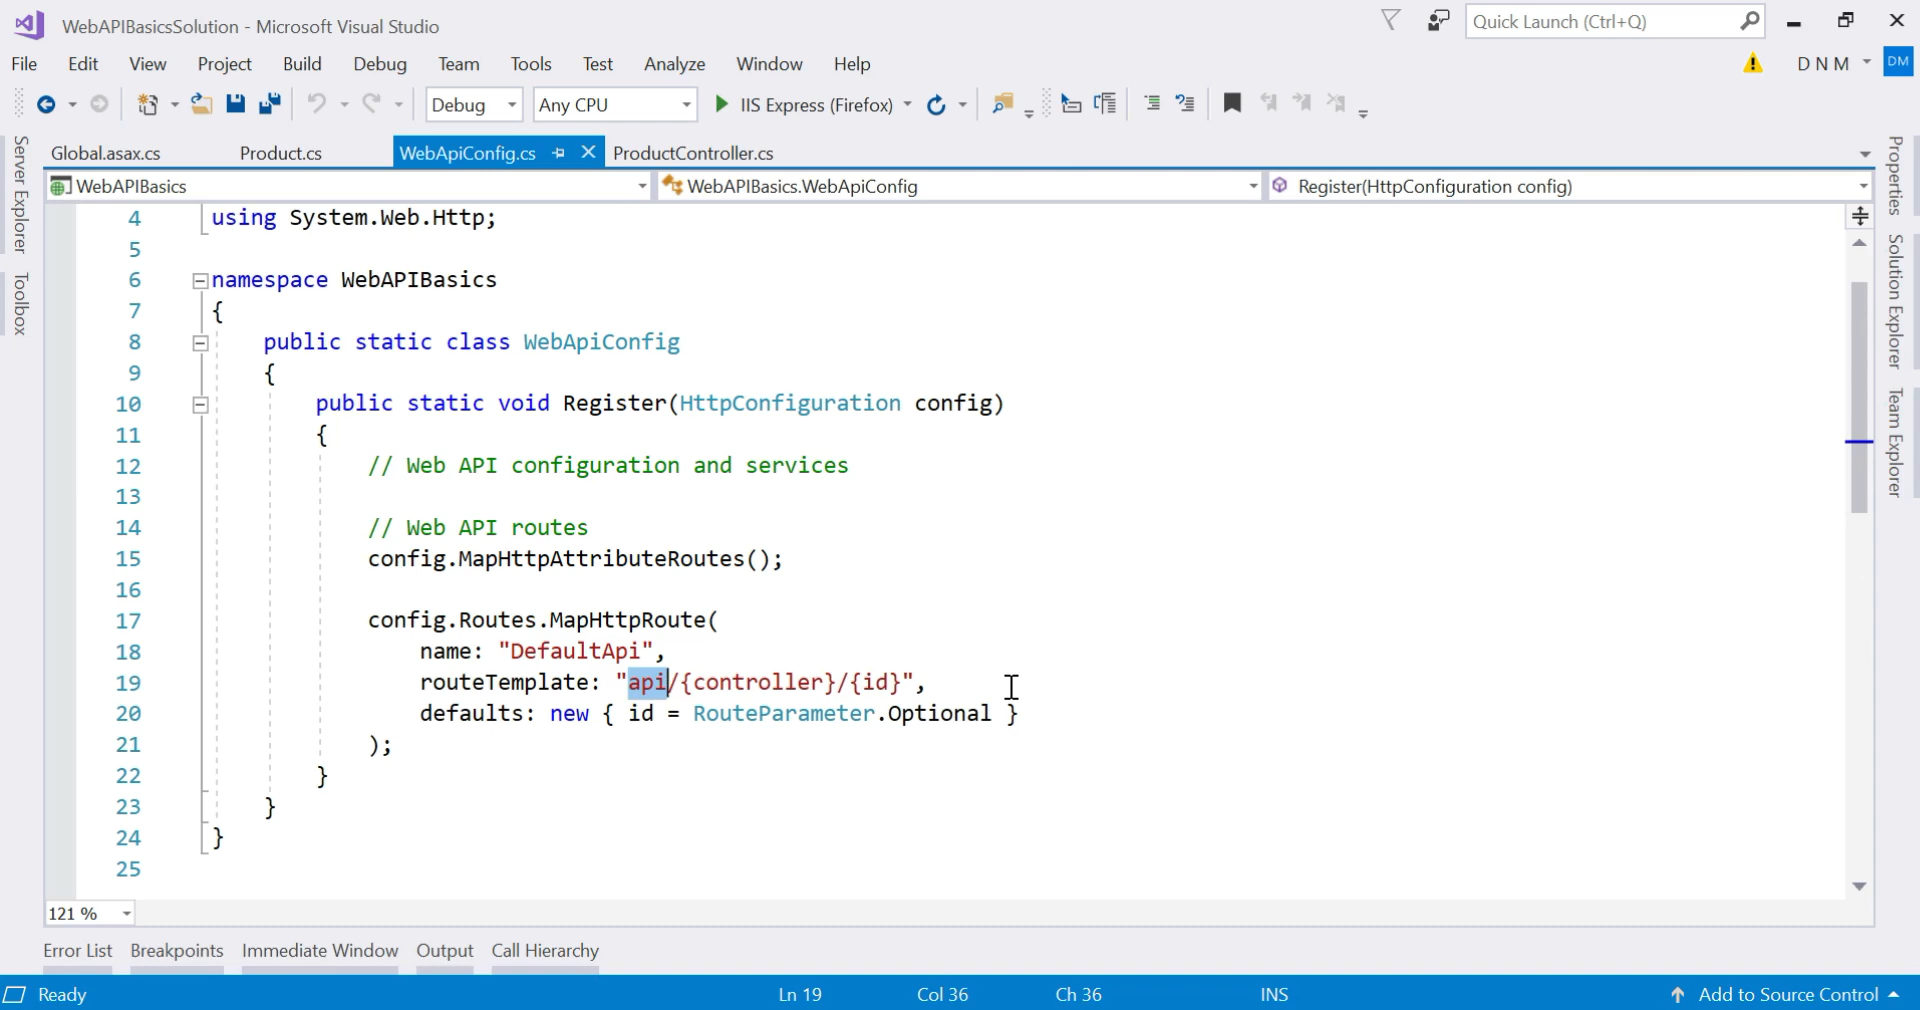 WebAPIBasicsSolution - Microsoft Visual Studio
Quick Launch (Ctrl+Q)
File Edit View Project Build Debug Team Tools Test Analyze Window Help
D N M
DM
Debug
Any CPU
IIS Express (Firefox)
Server Explorer
Toolbox
Global.asax.cs
Product.cs
WebApiConfig.cs
ProductController.cs
WebAPIBasics
WebAPIBasics.WebApiConfig
Register(HttpConfiguration config)
4 using System.Web.Http;
5
6 namespace WebAPIBasics
7 {
8 public static class WebApiConfig
9 {
10 public static void Register(HttpConfiguration config)
11 {
12 // Web API configuration and services
13
14 // Web API routes
15 config.MapHttpAttributeRoutes();
16
17 config.Routes.MapHttpRoute(
18 name: "DefaultApi",
19 routeTemplate: "api/{controller}/{id}",
20 defaults: new { id = RouteParameter.Optional }
21 );
22 }
23 }
24 }
25
Properties
Solution Explorer
Team Explorer
121 %
Error List Breakpoints Immediate Window Output Call Hierarchy
Ready
Ln 19
Col 36
Ch 36
INS
Add to Source Control